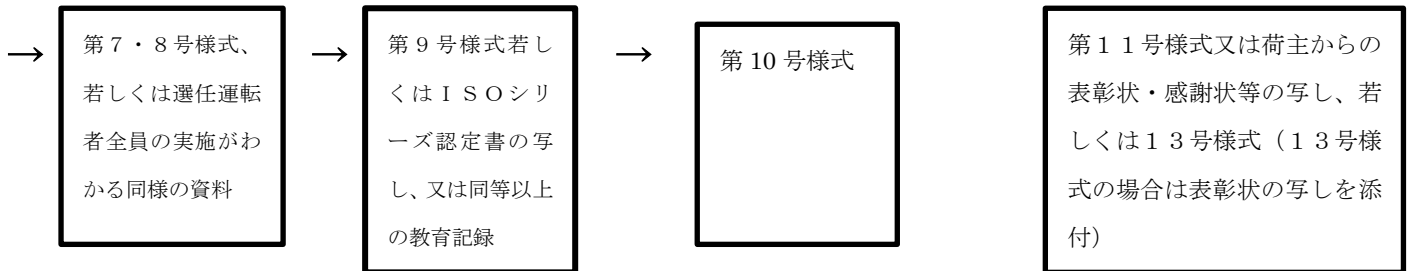 →
第７・８号様式、
若しくは選任運転
者全員の実施がわ
かる同様の資料
→
第９号様式若し
くはＩＳＯシリ
ーズ認定書の写
し、又は同等以上
の教育記録
→
第 10 号様式
第１１号様式又は荷主からの
表彰状・感謝状等の写し、若
しくは１３号様式（１３号様
式の場合は表彰状の写しを添
付）